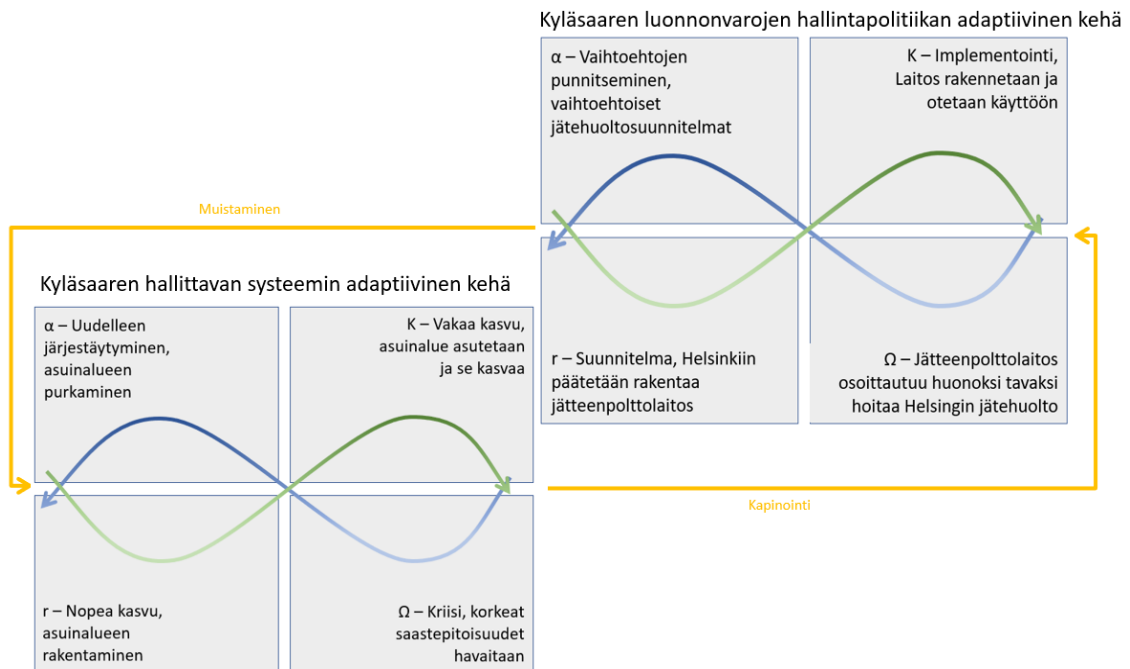 Kyläsaaren luonnonvarojen hallintapolitiikan adaptiivinen kehä
α – Vaihtoehtojen
punnitseminen,
vaihtoehtoiset
jätehuoltosuunnitelmat
K – Implementointi,
Laitos rakennetaan ja
otetaan käyttöön
r – Suunnitelma, Helsinkiin
päätetään rakentaa
jätteenpolttolaitos
Ω – Jätteenpolttolaitos
osoittautuu huonoksi tavaksi
hoitaa Helsingin jätehuolto
Muistaminen
Kyläsaaren hallittavan systeemin adaptiivinen kehä
α – Uudelleen
järjestäytyminen,
asuinalueen
purkaminen
K – Vakaa kasvu,
asuinalue asutetaan
ja se kasvaa
r – Nopea kasvu,
asuinalueen
rakentaminen
Ω – Kriisi, korkeat
saastepitoisuudet
havaitaan
Kapinointi